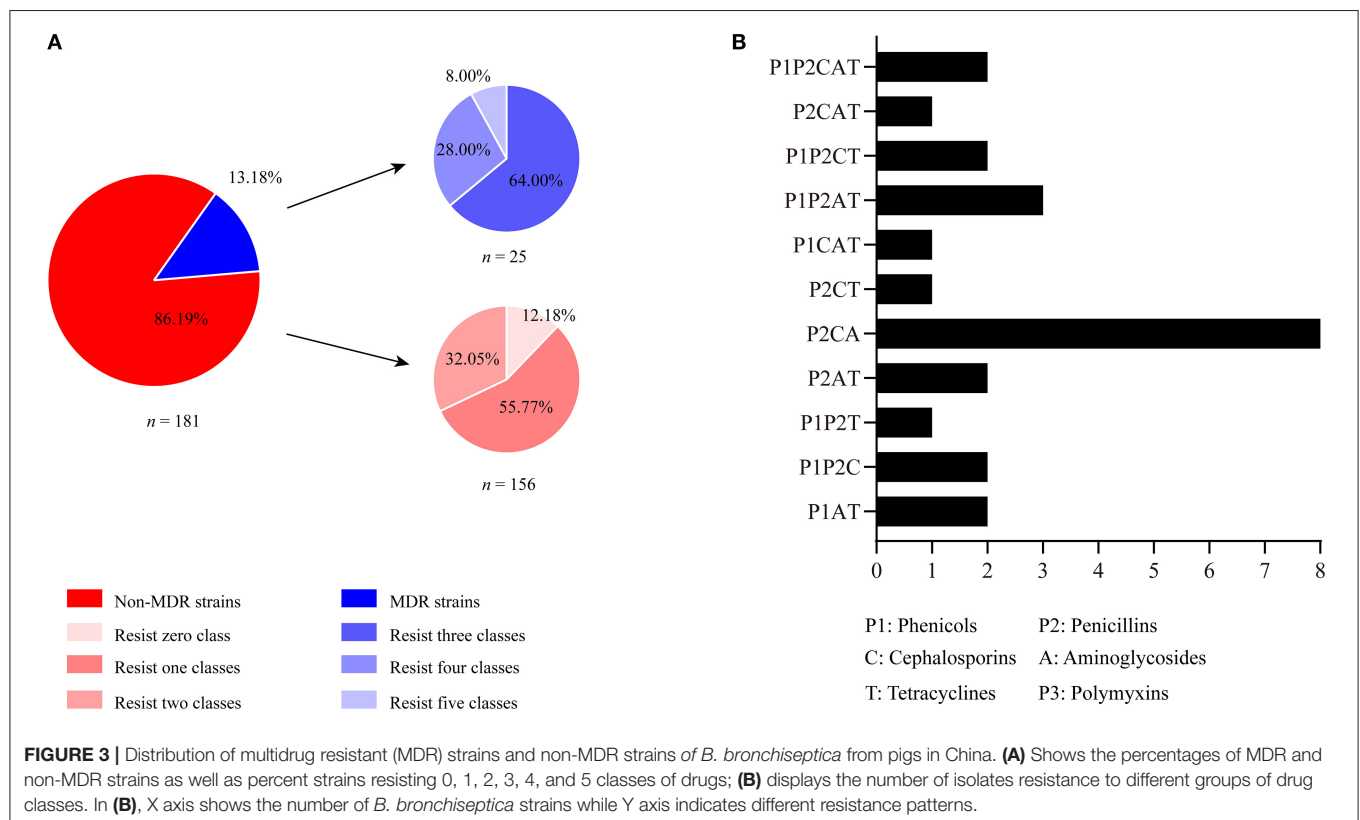 A
8.00%
28.00%
64.00%
13.18%
n = 25
86.19%
12.18%
32.05%
55.77%
n = 181
n = 156
Non-MDR strains
MDR strains
Resist zero class
Resist three classes
Resist one classes
Resist four classes
Resist two classes
Resist five classes
B
P1P2CAT
P2CAT
P1P2CT
P1P2AT
P1CAT
P2CT
P2CA
P2AT
P1P2T
P1P2C
P1AT
0 1 2 3 4 5 6 7 8
P1: Phenicols P2: Penicillins
C: Cephalosporins A: Aminoglycosides
T: Tetracyclines P3: Polymyxins
FIGURE 3 | Distribution of multidrug resistant (MDR) strains and non-MDR strains of B. bronchiseptica from pigs in China. (A) Shows the percentages of MDR and
non-MDR strains as well as percent strains resisting 0, 1, 2, 3, 4, and 5 classes of drugs; (B) displays the number of isolates resistance to different groups of drug
classes. In (B), X axis shows the number of B. bronchiseptica strains while Y axis indicates different resistance patterns.